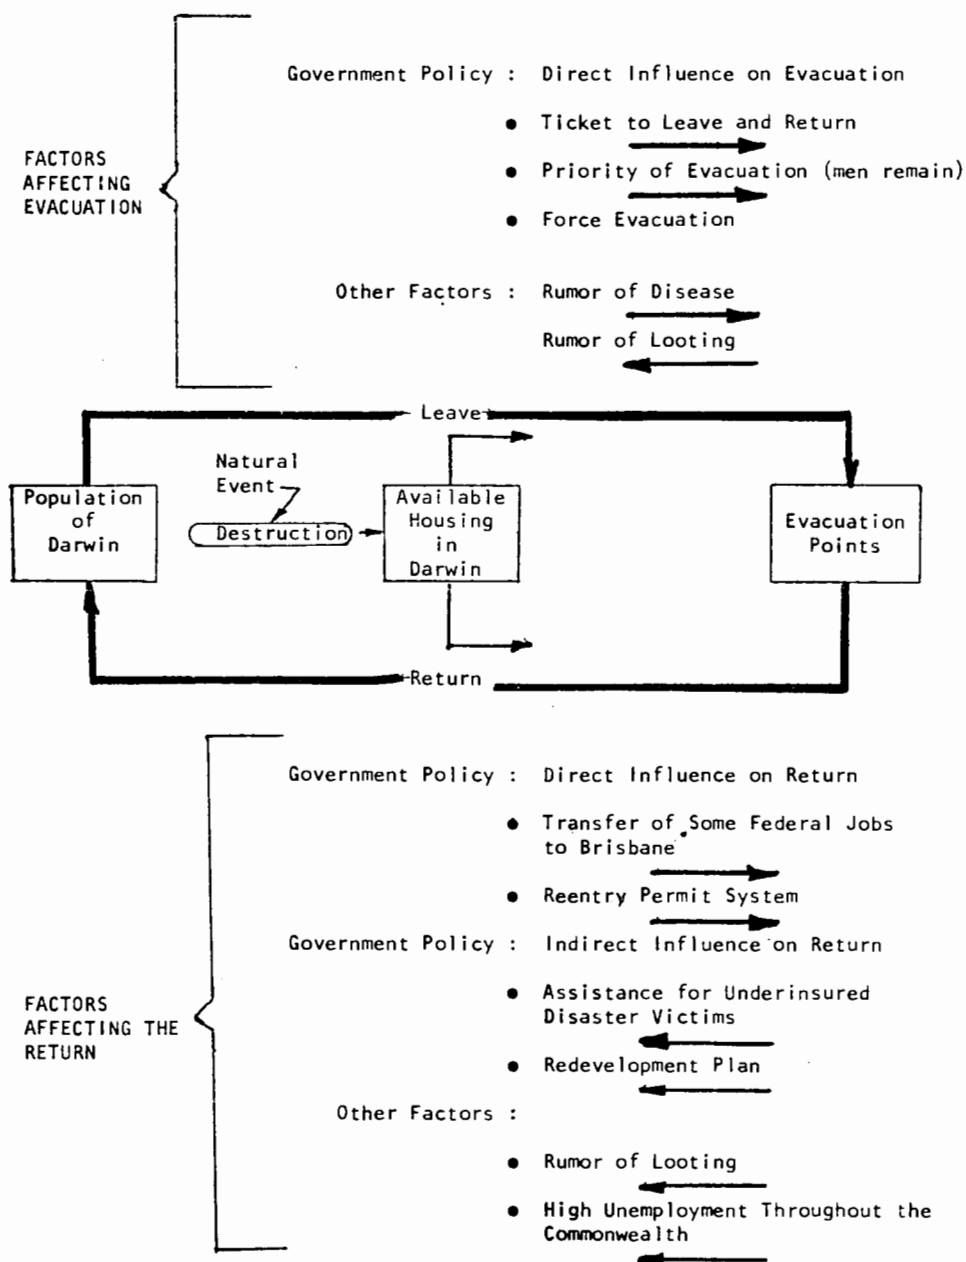 Government Policy : Direct Influence on Evacuation
• Ticket to Leave and Return
• Priority of Evacuation (men remain)
• Force Evacuation
FACTORS
AFFECTING
EVACUATION
Other Factors : Rumor of Disease
Rumor of Looting
Leave
Natural
Event
Population
of
Darwin
Destruction
Available
Housing
in
Darwin
Evacuation
Points
Return
Government Policy : Direct Influence on Return
• Transfer of Some Federal Jobs
to Brisbane
• Reentry Permit System
Government Policy : Indirect Influence on Return
FACTORS
AFFECTING THE
RETURN
• Assistance for Underinsured
Disaster Victims
• Redevelopment Plan
Other Factors :
• Rumor of Looting
• High Unemployment Throughout the
Commonwealth